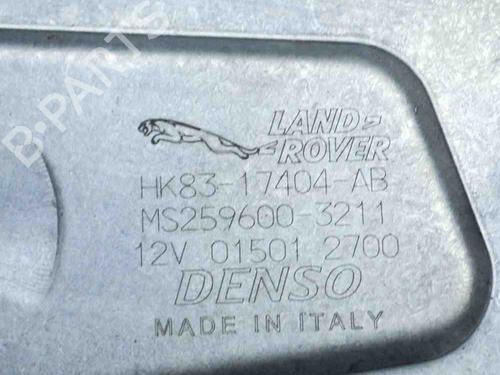 B-PARTS
LAND-
-ROVER
HK83-17404-AB
MS259600-3211
12V 01501 2700
DENSO
MADE IN ITALY